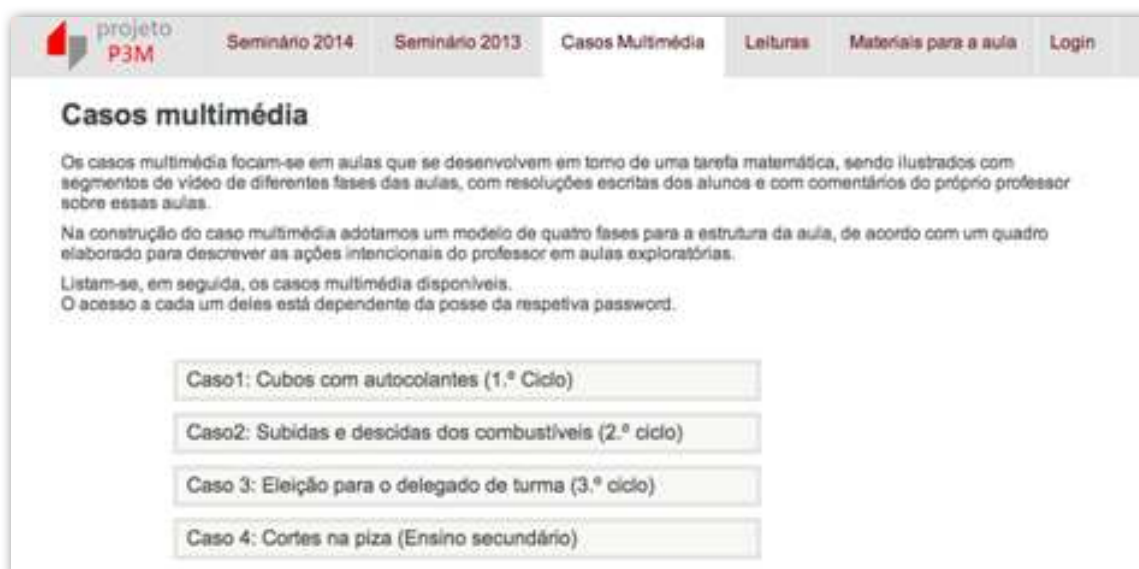 projeto
P3M
Seminário 2014 Seminário 2013 Casos Multimédia Leituras Materiais para a aula Login
Casos multimédia
Os casos multimédia focam-se em aulas que se desenvolvem em torno de uma tarefa matemática, sendo ilustrados com
segmentos de vídeo de diferentes fases das aulas, com resoluções escritas dos alunos e com comentários do próprio professor
sobre essas aulas.
Na construção do caso multimédia adotamos um modelo de quatro fases para a estrutura da aula, de acordo com um quadro
elaborado para descrever as ações intencionais do professor em aulas exploratórias.
Listam-se, em seguida, os casos multimédia disponíveis.
O acesso a cada um deles está dependente da posse da respetiva password.
Caso1: Cubos com autocolantes (1.º Ciclo)
Caso2: Subidas e descidas dos combustíveis (2.º ciclo)
Caso 3: Eleição para o delegado de turma (3.º ciclo)
Caso 4: Cortes na piza (Ensino secundário)